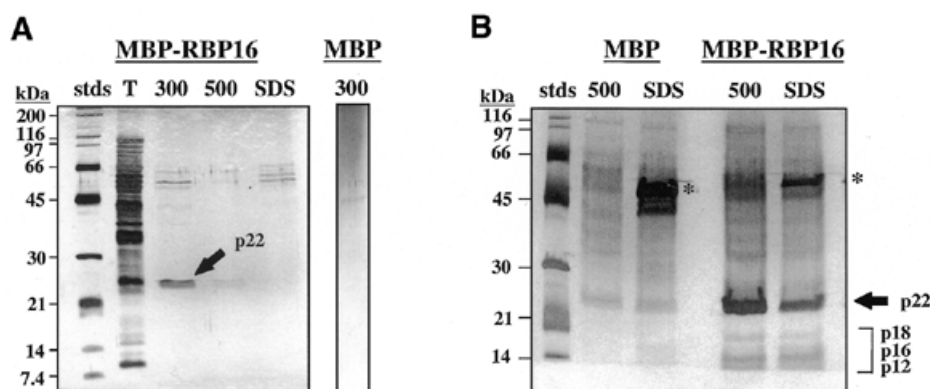 A
MBP-RBP16 MBP
kDa stds T 300 500 SDS 300
200
116
97
66
45
30
21
14
7.4
p22
B
MBP MBP-RBP16
kDa stds 500 SDS 500 SDS
116
97
66
45
30
21
14
*
*
p22
p18
p16
p12